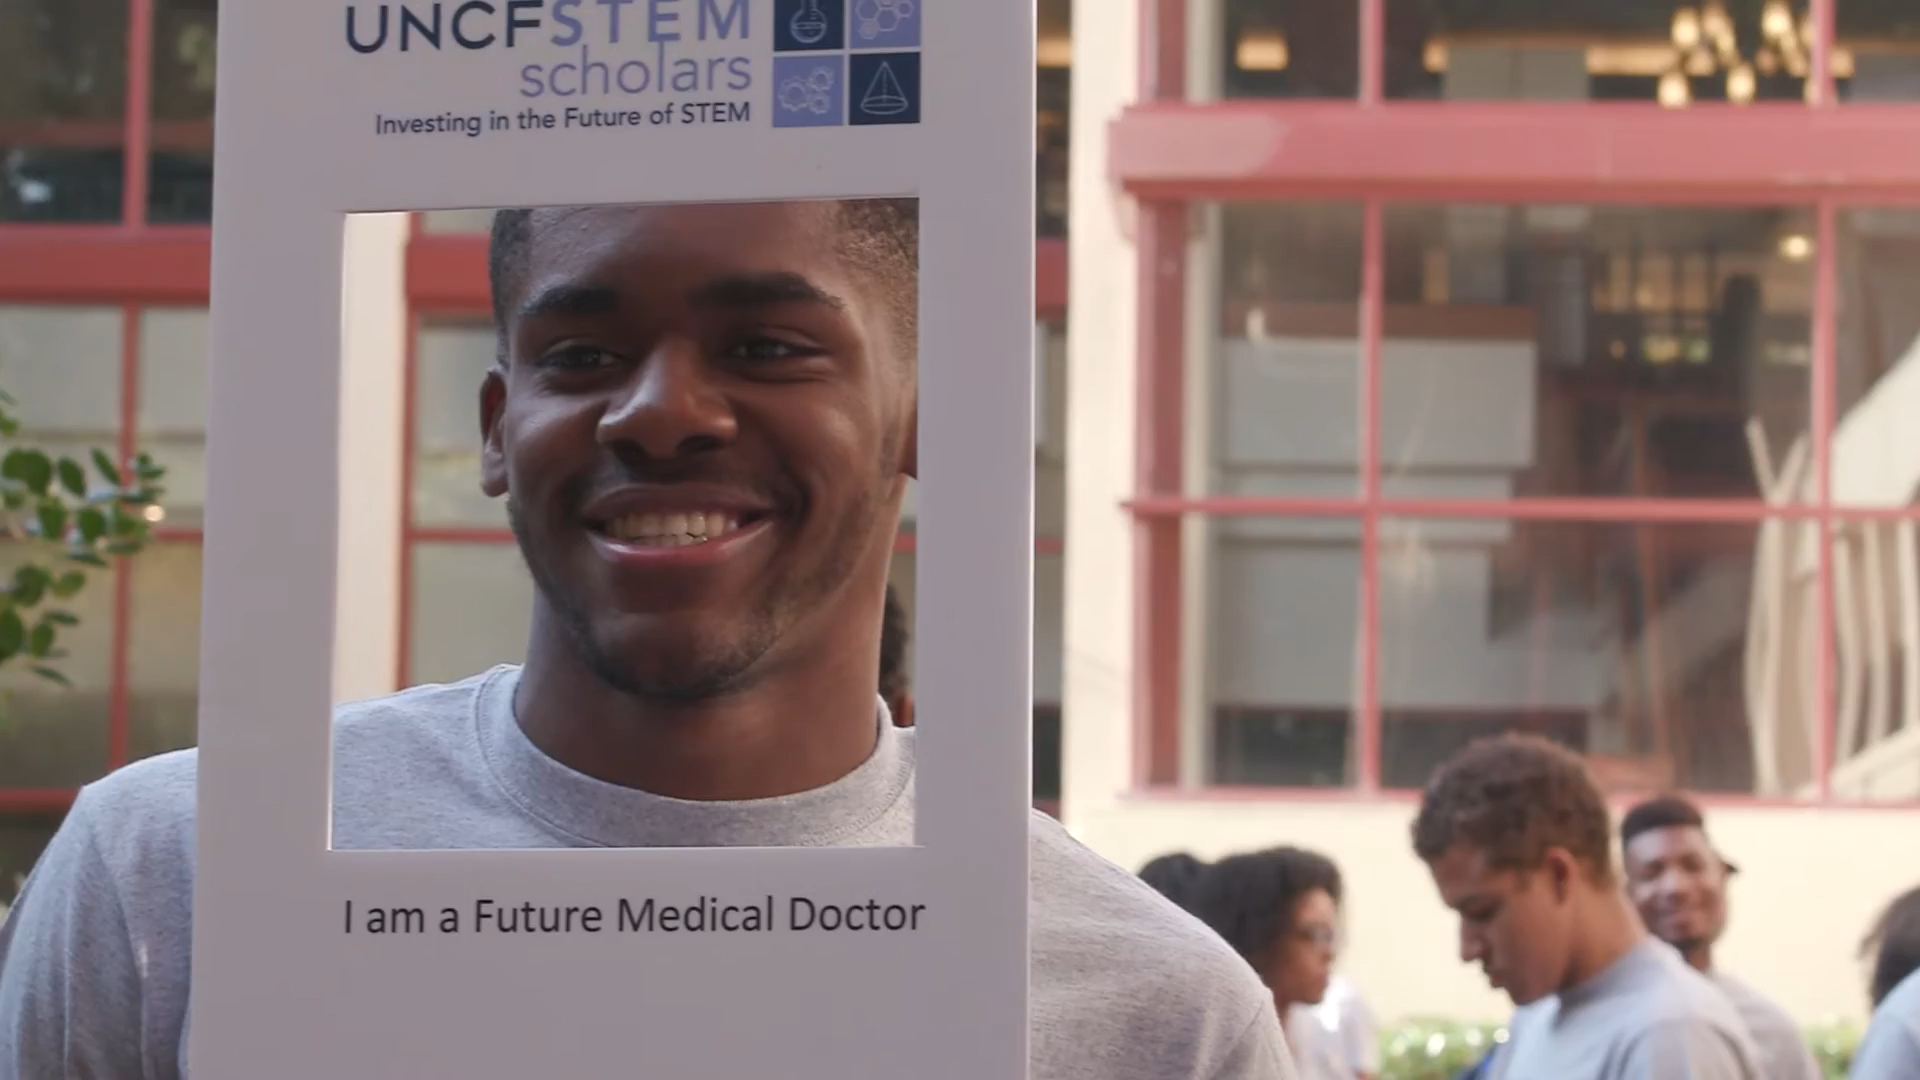 UNCFSTEM
scholars
Investing in the Future of STEM
I am a Future Medical Doctor